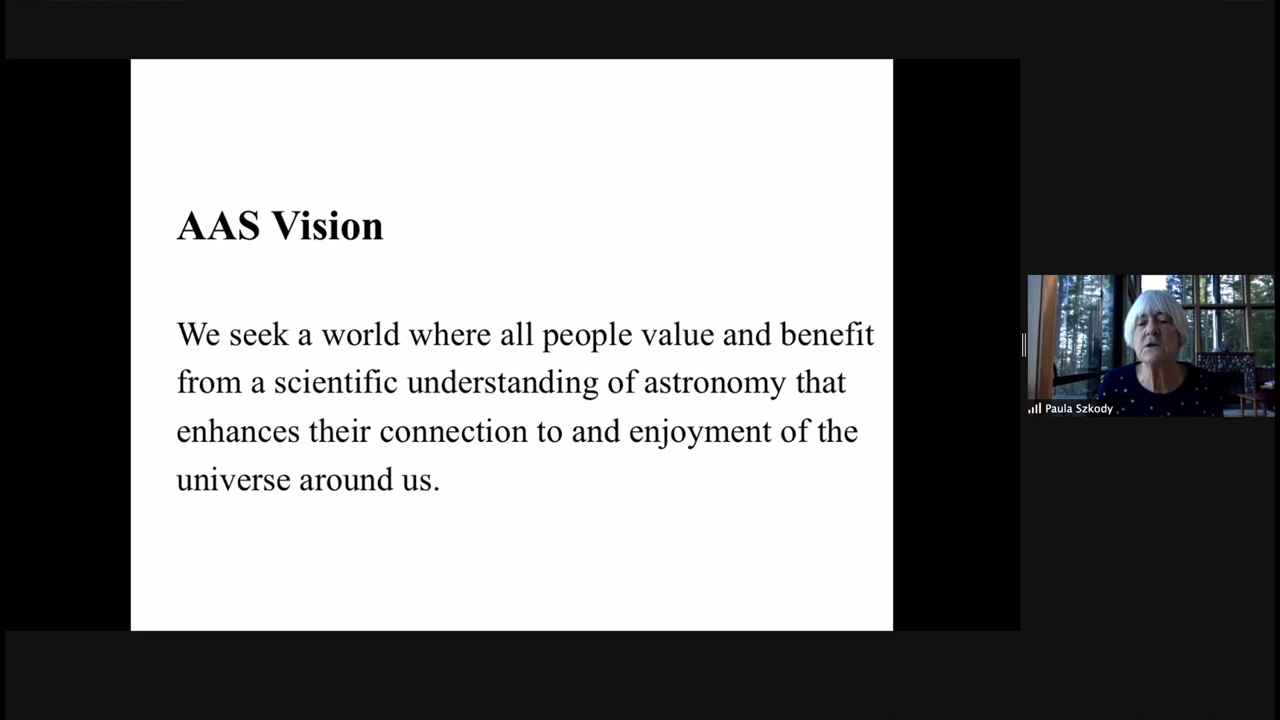 AAS Vision
We seek a world where all people value and benefit
from a scientific understanding of astronomy that
enhances their connection to and enjoyment of the
universe around us.
Paula Szkody